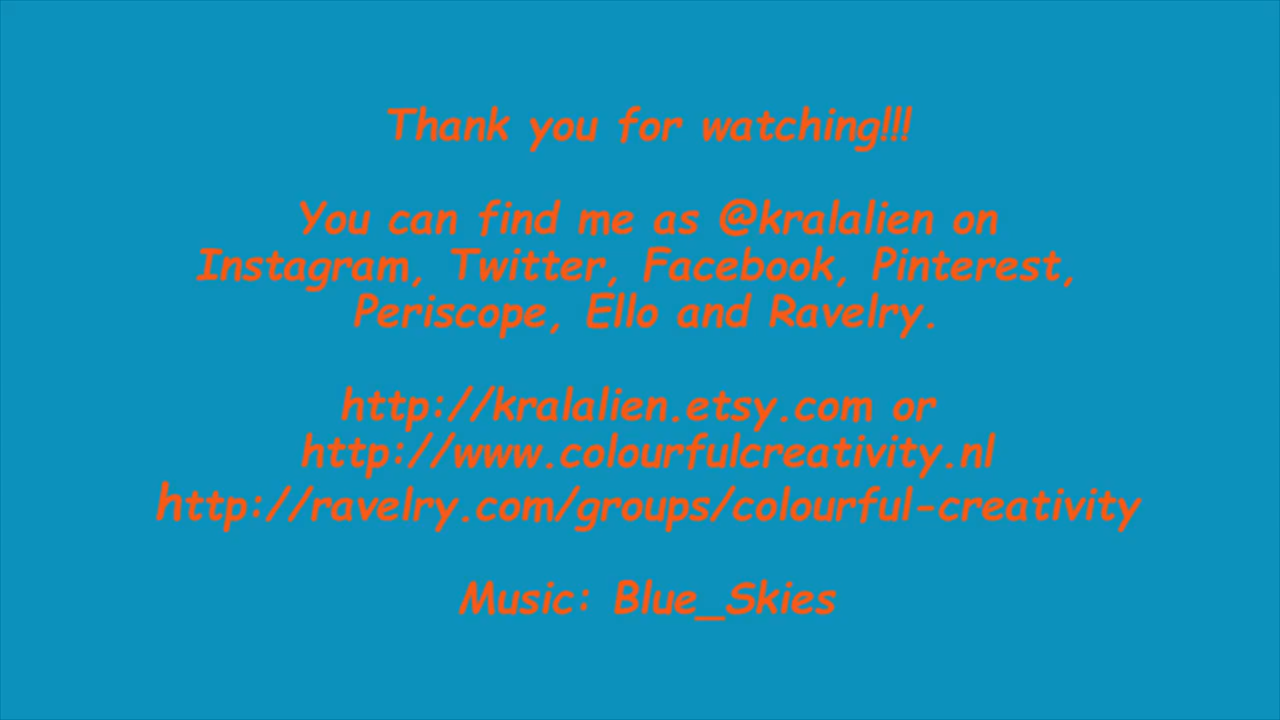 Thank you for watching!!!
You can find me as @kralalien on
Instagram, Twitter, Facebook, Pinterest,
Periscope, Ello and Ravelry.
http://kralalien.etsy.com or
http://www.colourfulcreativity.nl
http://ravelry.com/groups/colourful-creativity
Music: Blue_Skies